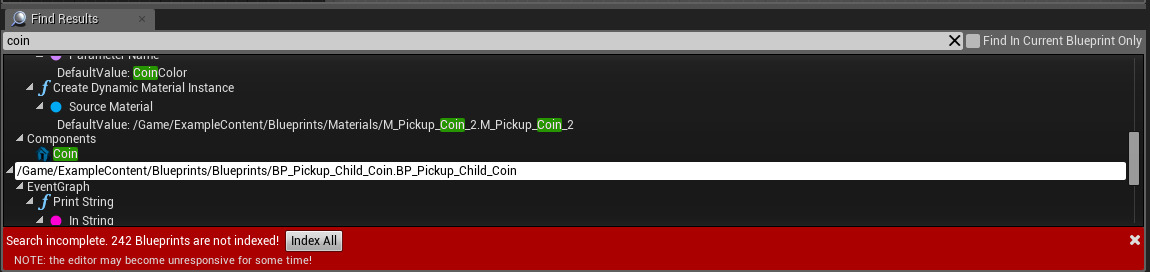 Find Results
coin
Find In Current Blueprint Only
Parameter Name
DefaultValue: CoinColor
Create Dynamic Material Instance
Source Material
DefaultValue: /Game/ExampleContent/Blueprints/Materials/M_Pickup_Coin_2.M_Pickup_Coin_2
Components
Coin
/Game/ExampleContent/Blueprints/Blueprints/BP_Pickup_Child_Coin.BP_Pickup_Child_Coin
EventGraph
Print String
In String
Search incomplete. 242 Blueprints are not indexed! Index All
NOTE: the editor may become unresponsive for some time!